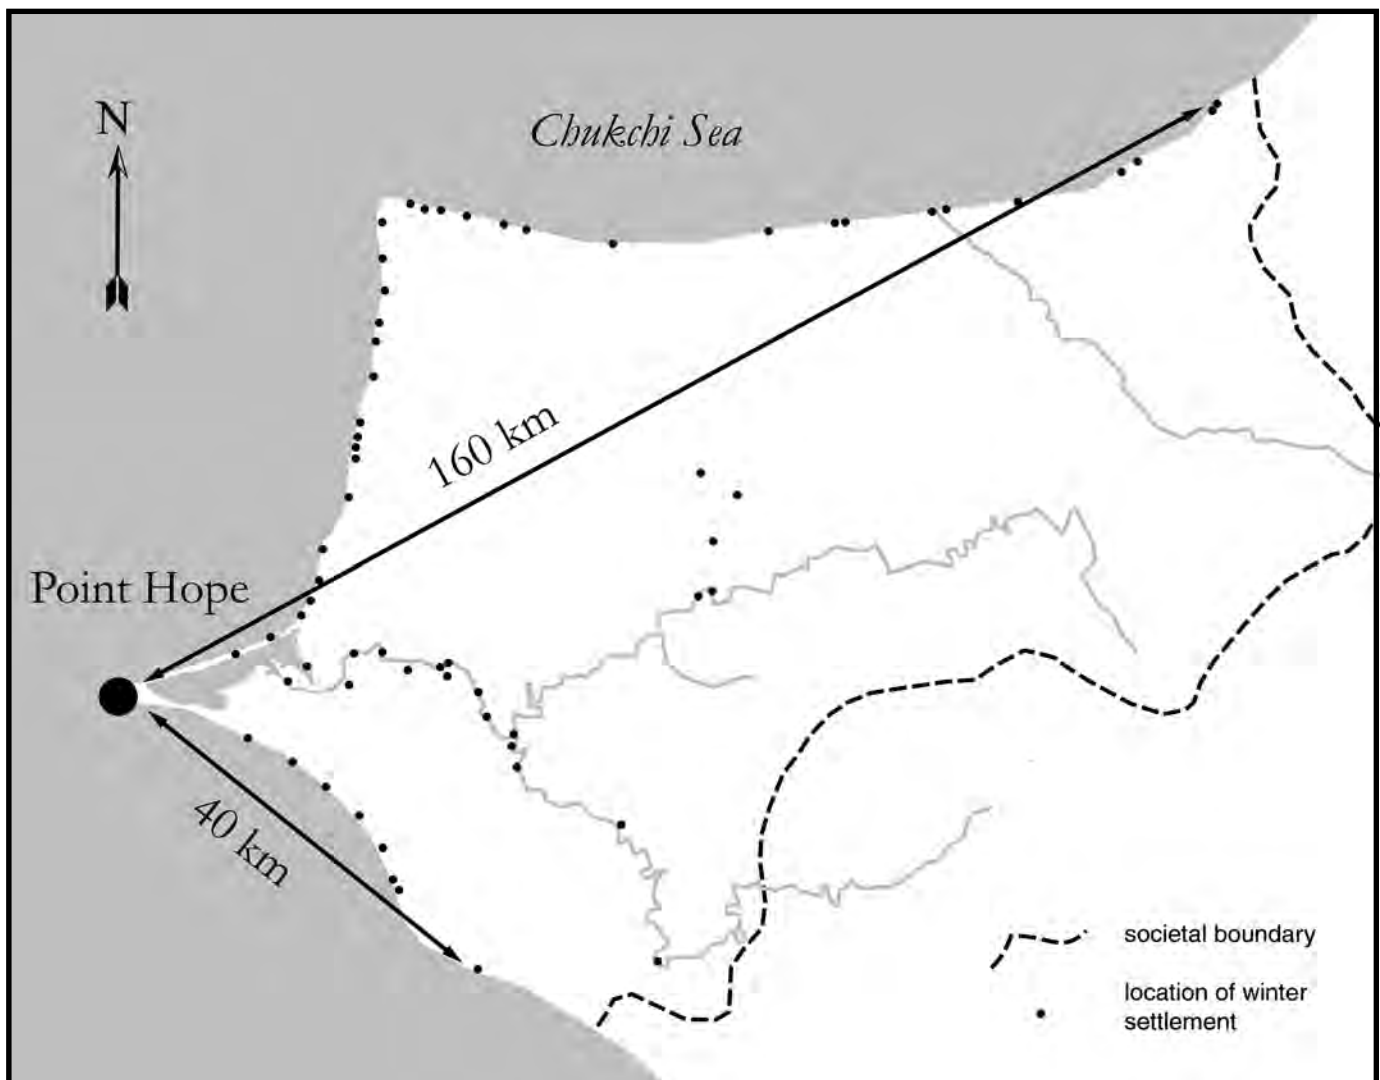 N
Chukchi Sea
160 km
Point Hope
40 km
societal boundary
location of winter
settlement